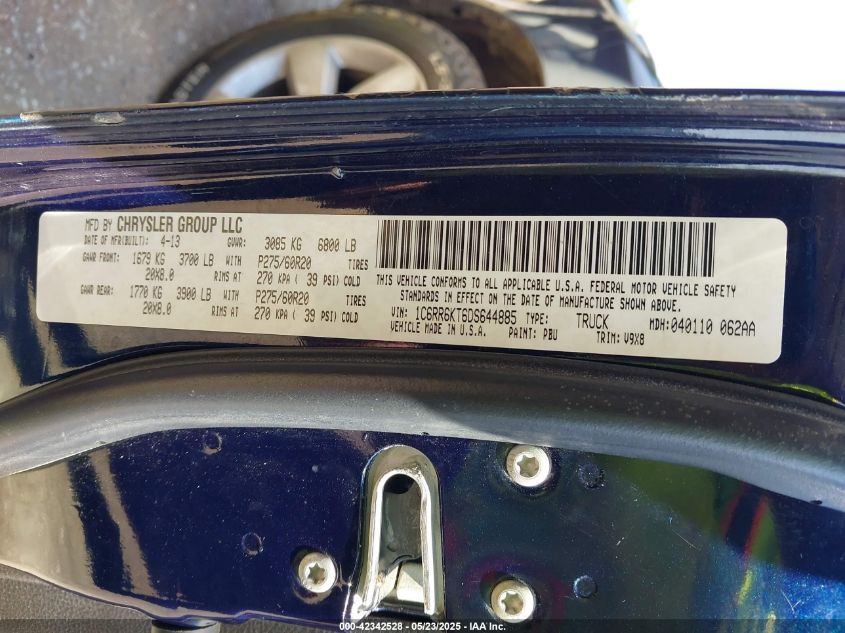 MFD BY CHRYSLER GROUP LLC
DATE OF MFR(BUILT): 4-13 GVWR: 3085 KG 6800 LB
GAWR FRONT: 1679 KG 3700 LB WITH P275/60R20 TIRES
20X8.0 RIMS AT 270 KPA ( 39 PSI) COLD
GAWR REAR: 1770 KG 3900 LB WITH P275/60R20 TIRES
20X8.0 RIMS AT 270 KPA ( 39 PSI) COLD
THIS VEHICLE CONFORMS TO ALL APPLICABLE U.S.A. FEDERAL MOTOR VEHICLE SAFETY
STANDARDS IN EFFECT ON THE DATE OF MANUFACTURE SHOWN ABOVE.
VIN: 1C6RR6KT6DS644885 TYPE: TRUCK MDH:040110 062AA
VEHICLE MADE IN U.S.A. PAINT: PBU TRIM: V9X8
000-42342528 - 05/23/2025 - IAA Inc.